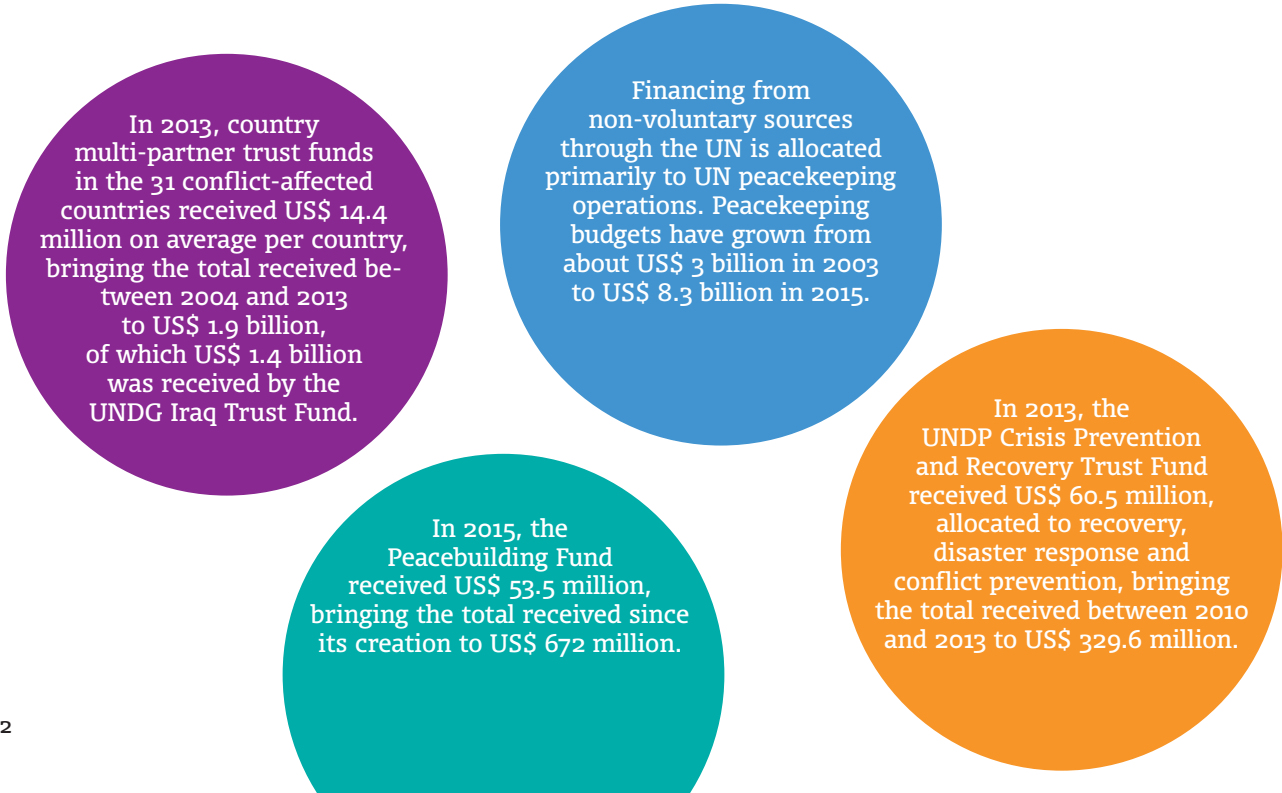 In 2013, country
multi-partner trust funds
in the 31 conflict-affected
countries received US$ 14.4
million on average per country,
bringing the total received be-
tween 2004 and 2013
to US$ 1.9 billion,
of which US$ 1.4 billion
was received by the
UNDG Iraq Trust Fund.
Financing from
non-voluntary sources
through the UN is allocated
primarily to UN peacekeeping
operations. Peacekeeping
budgets have grown from
about US$ 3 billion in 2003
to US$ 8.3 billion in 2015.
In 2015, the
Peacebuilding Fund
received US$ 53.5 million,
bringing the total received since
its creation to US$ 672 million.
In 2013, the
UNDP Crisis Prevention
and Recovery Trust Fund
received US$ 60.5 million,
allocated to recovery,
disaster response and
conflict prevention, bringing
the total received between 2010
and 2013 to US$ 329.6 million.
2